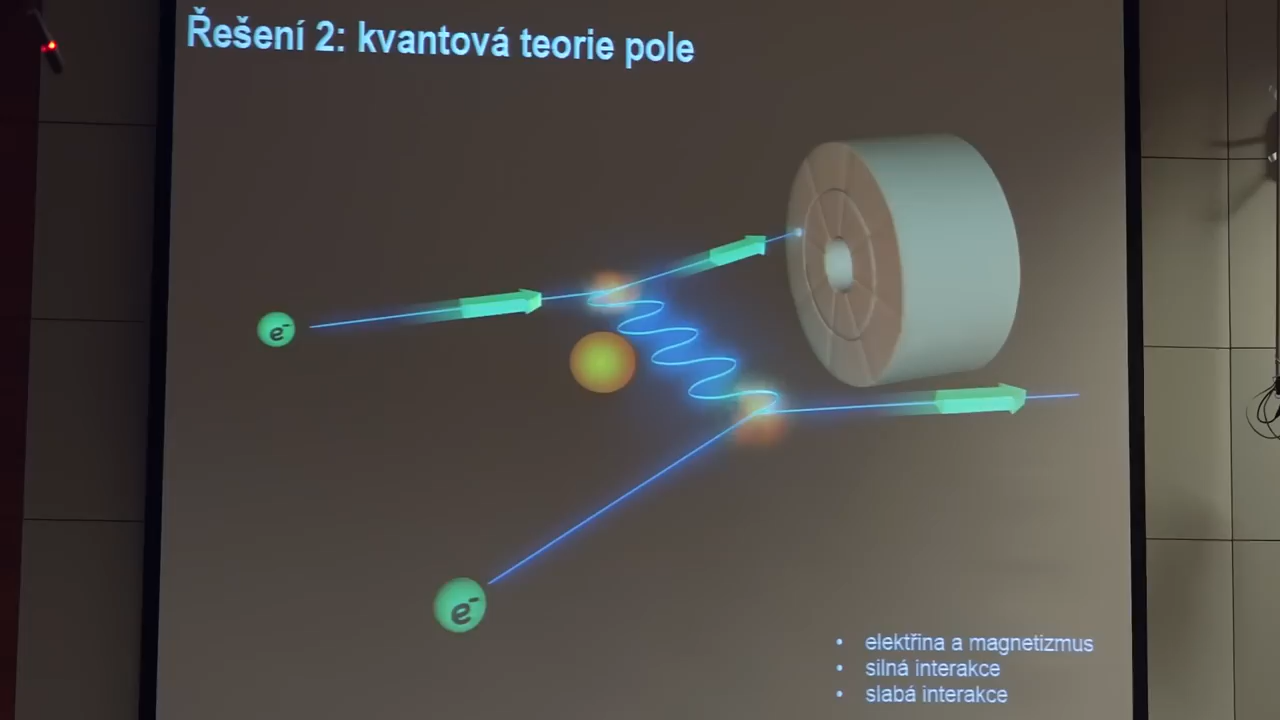 Řešení 2: kvantová teorie pole
e-
e-
• elektřina a magnetizmus
• silná interakce
• slabá interakce